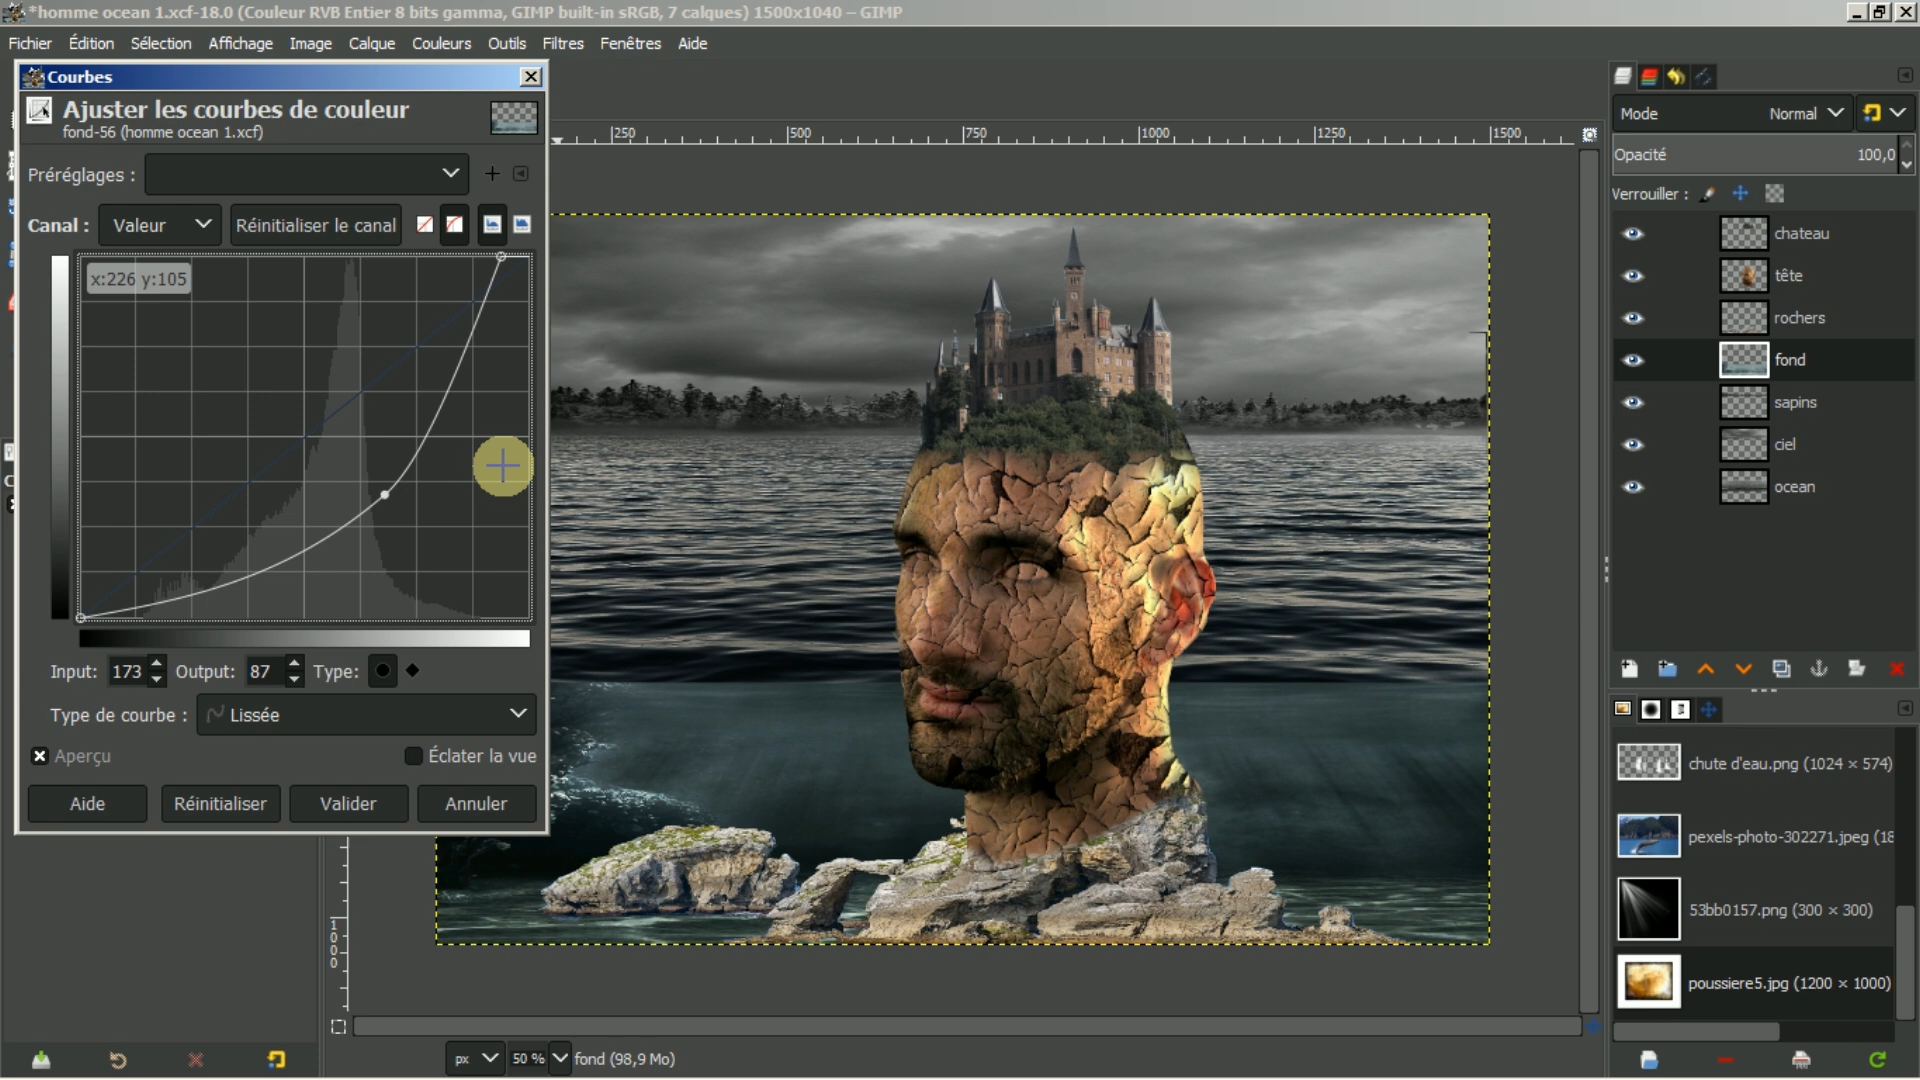 *homme ocean 1.xcf-18.0 (Couleur RVB Entier 8 bits gamma, GIMP built-in sRGB, 7 calques) 1500x1040 – GIMP
Fichier Édition Sélection Affichage Image Calque Couleurs Outils Filtres Fenêtres Aide
Courbes
Ajuster les courbes de couleur
fond-56 (homme ocean 1.xcf)
Préréglages :
Canal : Valeur Réinitialiser le canal
x:226 y:105
Input: 173 Output: 87 Type:
Type de courbe : Lissée
Aperçu Éclater la vue
Aide Réinitialiser Valider Annuler
250 500 750 1000 1250 1500
1000
px 50 % fond (98,9 Mo)
Mode Normal
Opacité 100,0
Verrouiller :
chateau
tête
rochers
fond
sapins
ciel
ocean
chute d'eau.png (1024 × 574)
pexels-photo-302271.jpeg (18
53bb0157.png (300 × 300)
poussiere5.jpg (1200 × 1000)